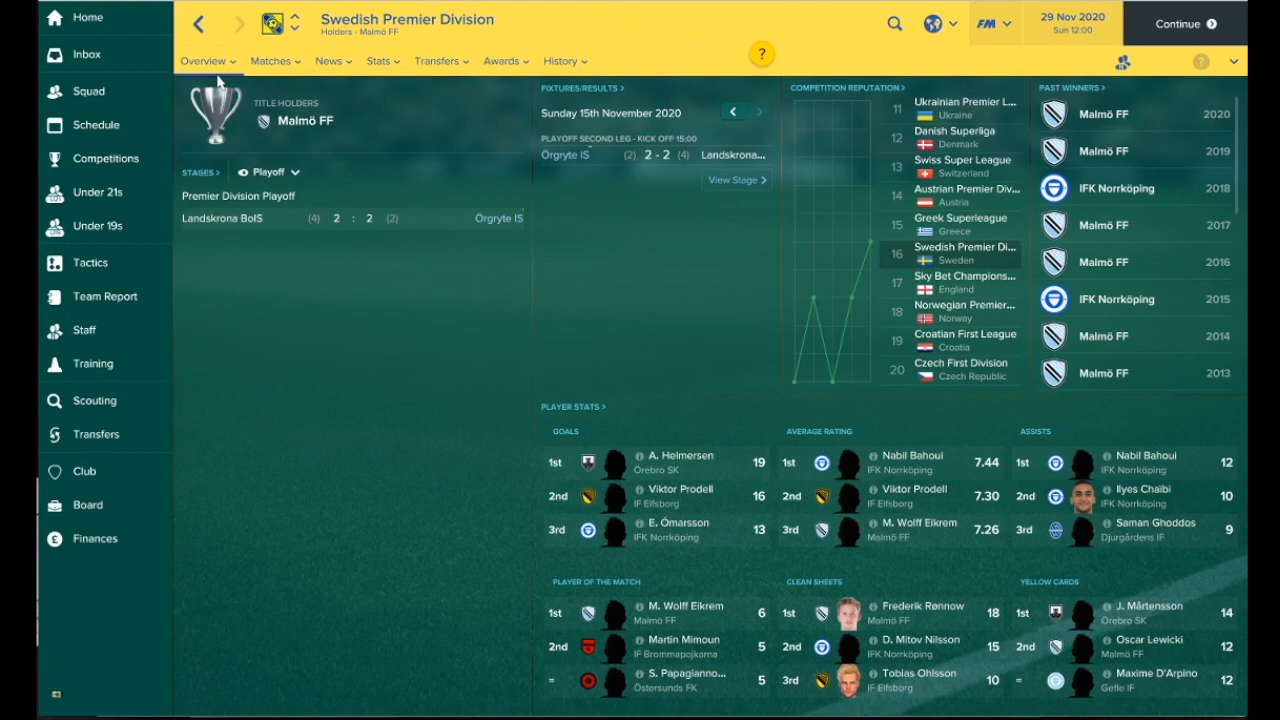 Home
Inbox
Squad
Schedule
Competitions
Under 21s
Under 19s
Tactics
Team Report
Staff
Training
Scouting
Transfers
Club
Board
Finances
Swedish Premier Division
Holders - Malmö FF
FM
29 Nov 2020
Sun 12:00
Continue
Overview
Matches
News
Stats
Transfers
Awards
History
?
?
TITLE HOLDERS
Malmö FF
STAGES >
Playoff
Premier Division Playoff
Landskrona BoIS (4) 2 : 2 (2) Örgryte IS
FIXTURES/RESULTS >
Sunday 15th November 2020
PLAYOFF SECOND LEG - KICK OFF 15:00
Örgryte IS (2) 2 - 2 (4) Landskrona...
View Stage >
COMPETITION REPUTATION >
11 Ukrainian Premier L...
Ukraine
12 Danish Superliga
Denmark
13 Swiss Super League
Switzerland
14 Austrian Premier Div...
Austria
15 Greek Superleague
Greece
16 Swedish Premier Di...
Sweden
17 Sky Bet Champions...
England
18 Norwegian Premier...
Norway
19 Croatian First League
Croatia
20 Czech First Division
Czech Republic
PAST WINNERS >
Malmö FF 2020
Malmö FF 2019
IFK Norrköping 2018
Malmö FF 2017
Malmö FF 2016
IFK Norrköping 2015
Malmö FF 2014
Malmö FF 2013
PLAYER STATS >
GOALS
1st A. Helmersen 19
Örebro SK
2nd Viktor Prodell 16
IF Elfsborg
3rd E. Ómarsson 13
IFK Norrköping
AVERAGE RATING
1st Nabil Bahoui 7.44
IFK Norrköping
2nd Viktor Prodell 7.30
IF Elfsborg
3rd M. Wolff Eikrem 7.26
Malmö FF
ASSISTS
1st Nabil Bahoui 12
IFK Norrköping
2nd Ilyes Chaïbi 10
IFK Norrköping
3rd Saman Ghoddos 9
Djurgårdens IF
PLAYER OF THE MATCH
1st M. Wolff Eikrem 6
Malmö FF
2nd Martin Mimoun 5
IF Brommapojkarna
= S. Papagianno... 5
Östersunds FK
CLEAN SHEETS
1st Frederik Rønnow 18
Malmö FF
2nd D. Mitov Nilsson 15
IFK Norrköping
3rd Tobias Ohlsson 10
IF Elfsborg
YELLOW CARDS
1st J. Mårtensson 14
Örebro SK
2nd Oscar Lewicki 12
Malmö FF
= Maxime D'Arpino 12
Gefle IF